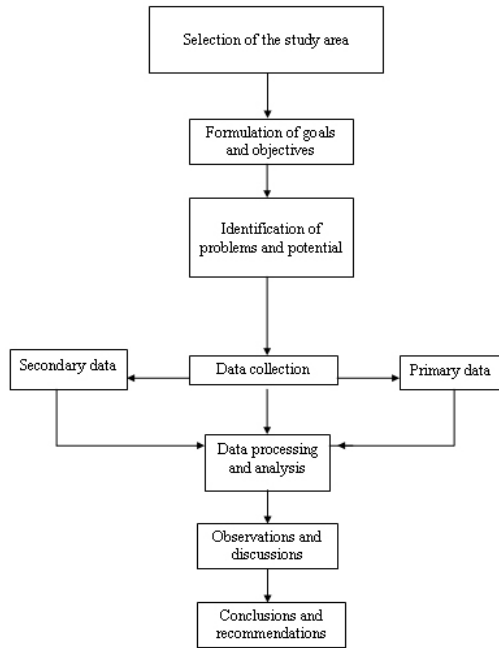 Selection of the study area
Formulation of goals
and objectives
Identification of
problems and potential
Secondary data
Data collection
Primary data
Data processing
and analysis
Observations and
discussions
Conclusions and
recommendations